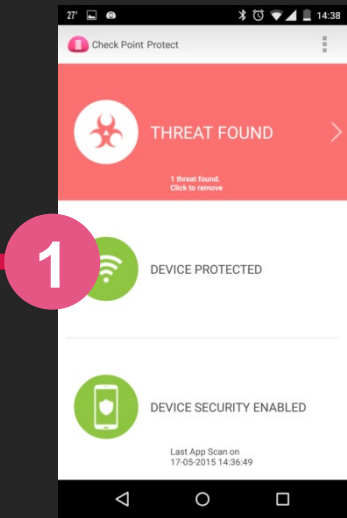 27° 14:38
Check Point Protect
THREAT FOUND
1 threat found.
Click to remove
1
DEVICE PROTECTED
DEVICE SECURITY ENABLED
Last App Scan on
17-05-2015 14:36:49